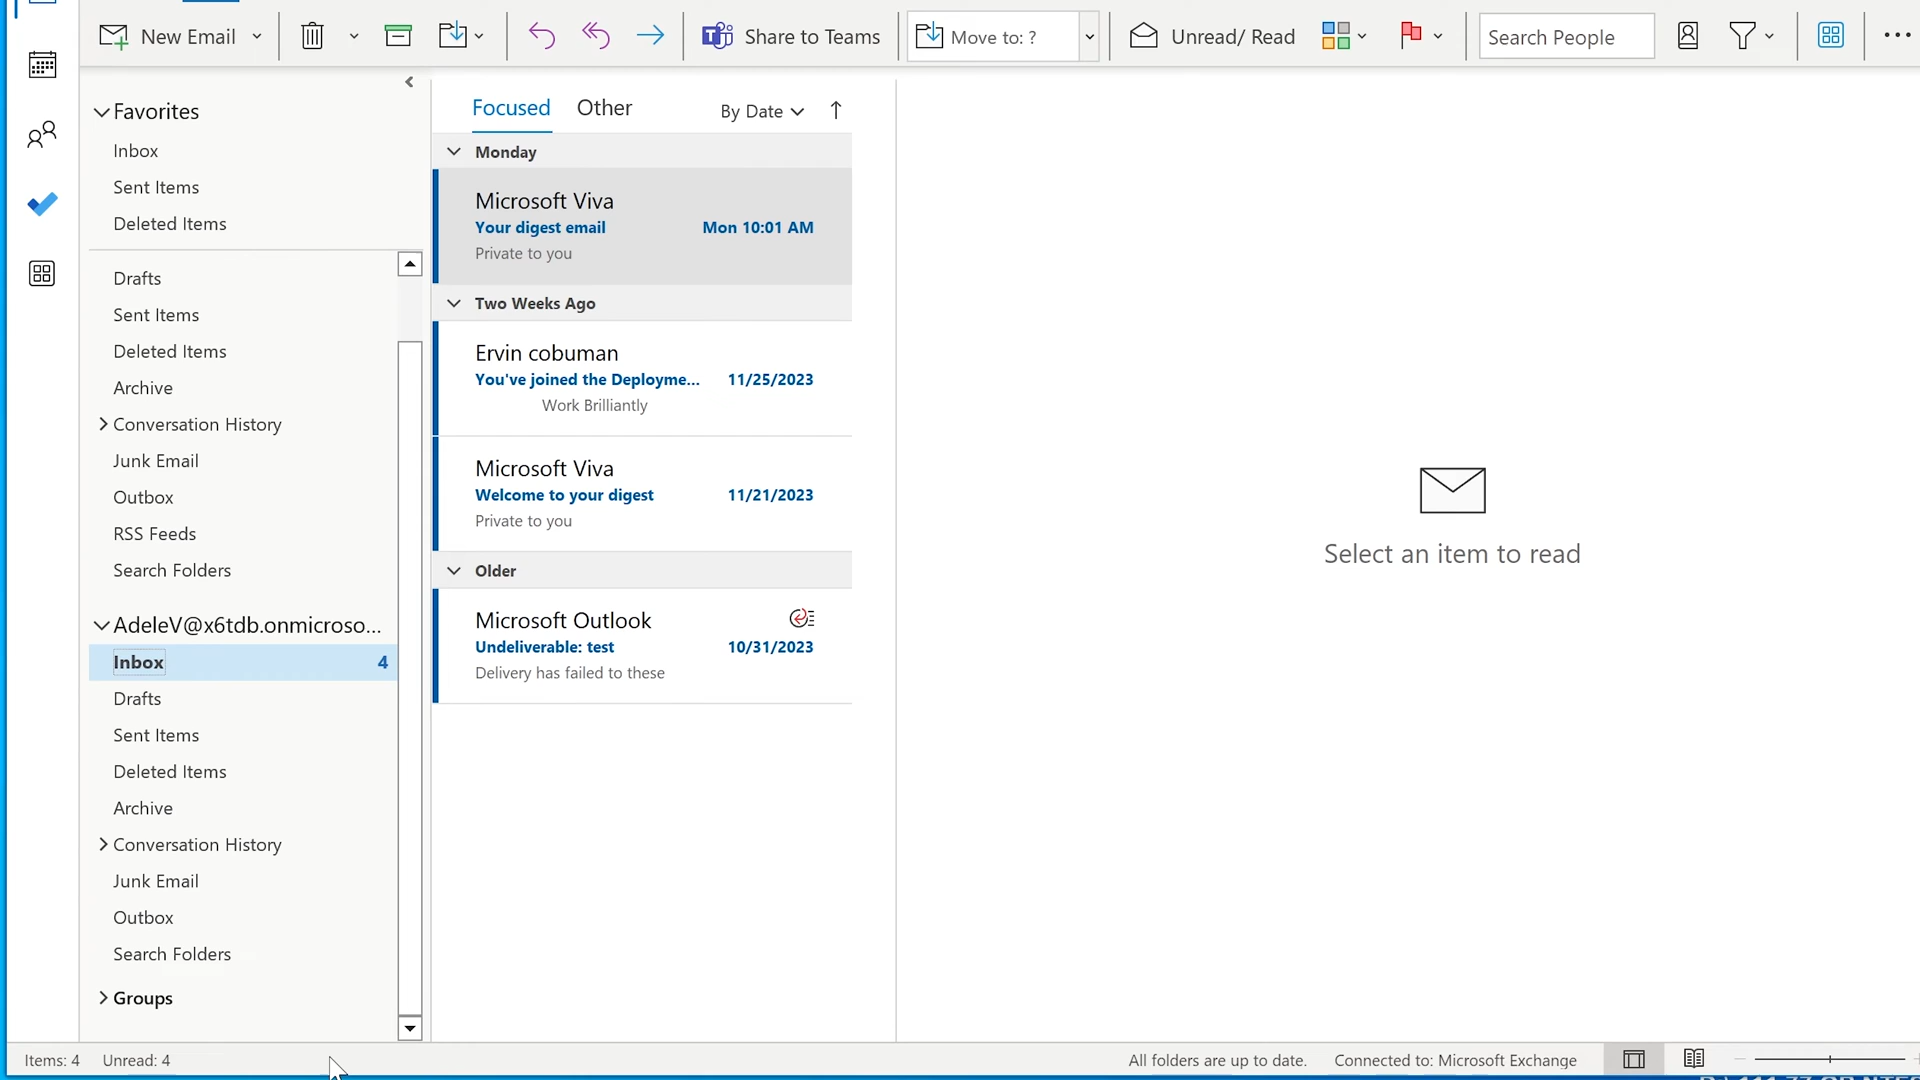 New Email
Share to Teams
Move to: ?
Unread/ Read
Search People
Favorites
Inbox
Sent Items
Deleted Items
Drafts
Sent Items
Deleted Items
Archive
Conversation History
Junk Email
Outbox
RSS Feeds
Search Folders
AdeleV@x6tdb.onmicroso...
Inbox 4
Drafts
Sent Items
Deleted Items
Archive
Conversation History
Junk Email
Outbox
Search Folders
Groups
Focused Other By Date
Monday
Microsoft Viva
Your digest email Mon 10:01 AM
Private to you
Two Weeks Ago
Ervin cobuman
You've joined the Deployme... 11/25/2023
Work Brilliantly
Microsoft Viva
Welcome to your digest 11/21/2023
Private to you
Older
Microsoft Outlook
Undeliverable: test 10/31/2023
Delivery has failed to these
Select an item to read
Items: 4 Unread: 4 All folders are up to date. Connected to: Microsoft Exchange